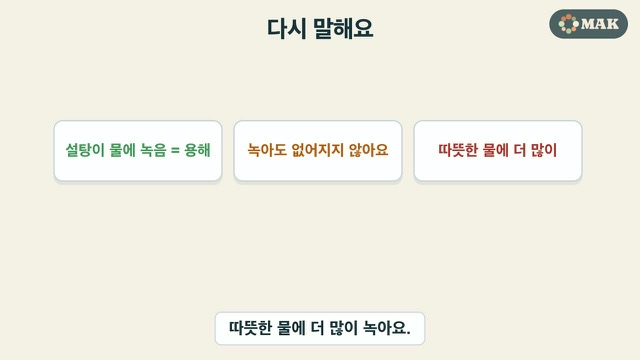 다시 말해요
MAK
설탕이 물에 녹음 = 용해
녹아도 없어지지 않아요
따뜻한 물에 더 많이
따뜻한 물에 더 많이 녹아요.